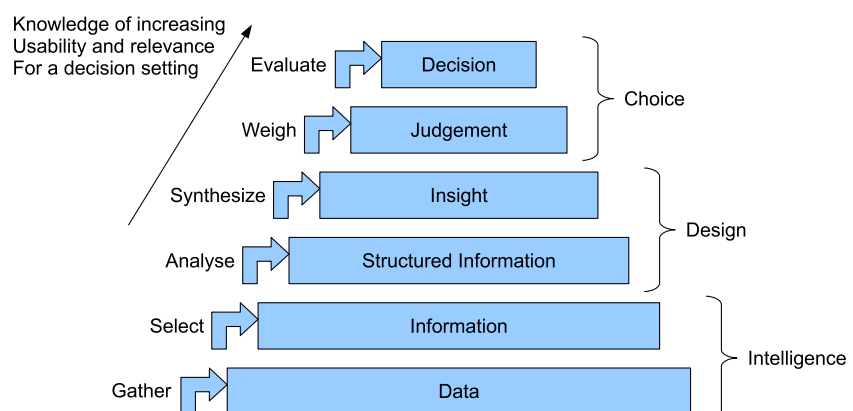 Knowledge of increasing
Usability and relevance
For a decision setting
Evaluate
Decision
Choice
Weigh
Judgement
Synthesize
Insight
Design
Analyse
Structured Information
Select
Information
Intelligence
Gather
Data